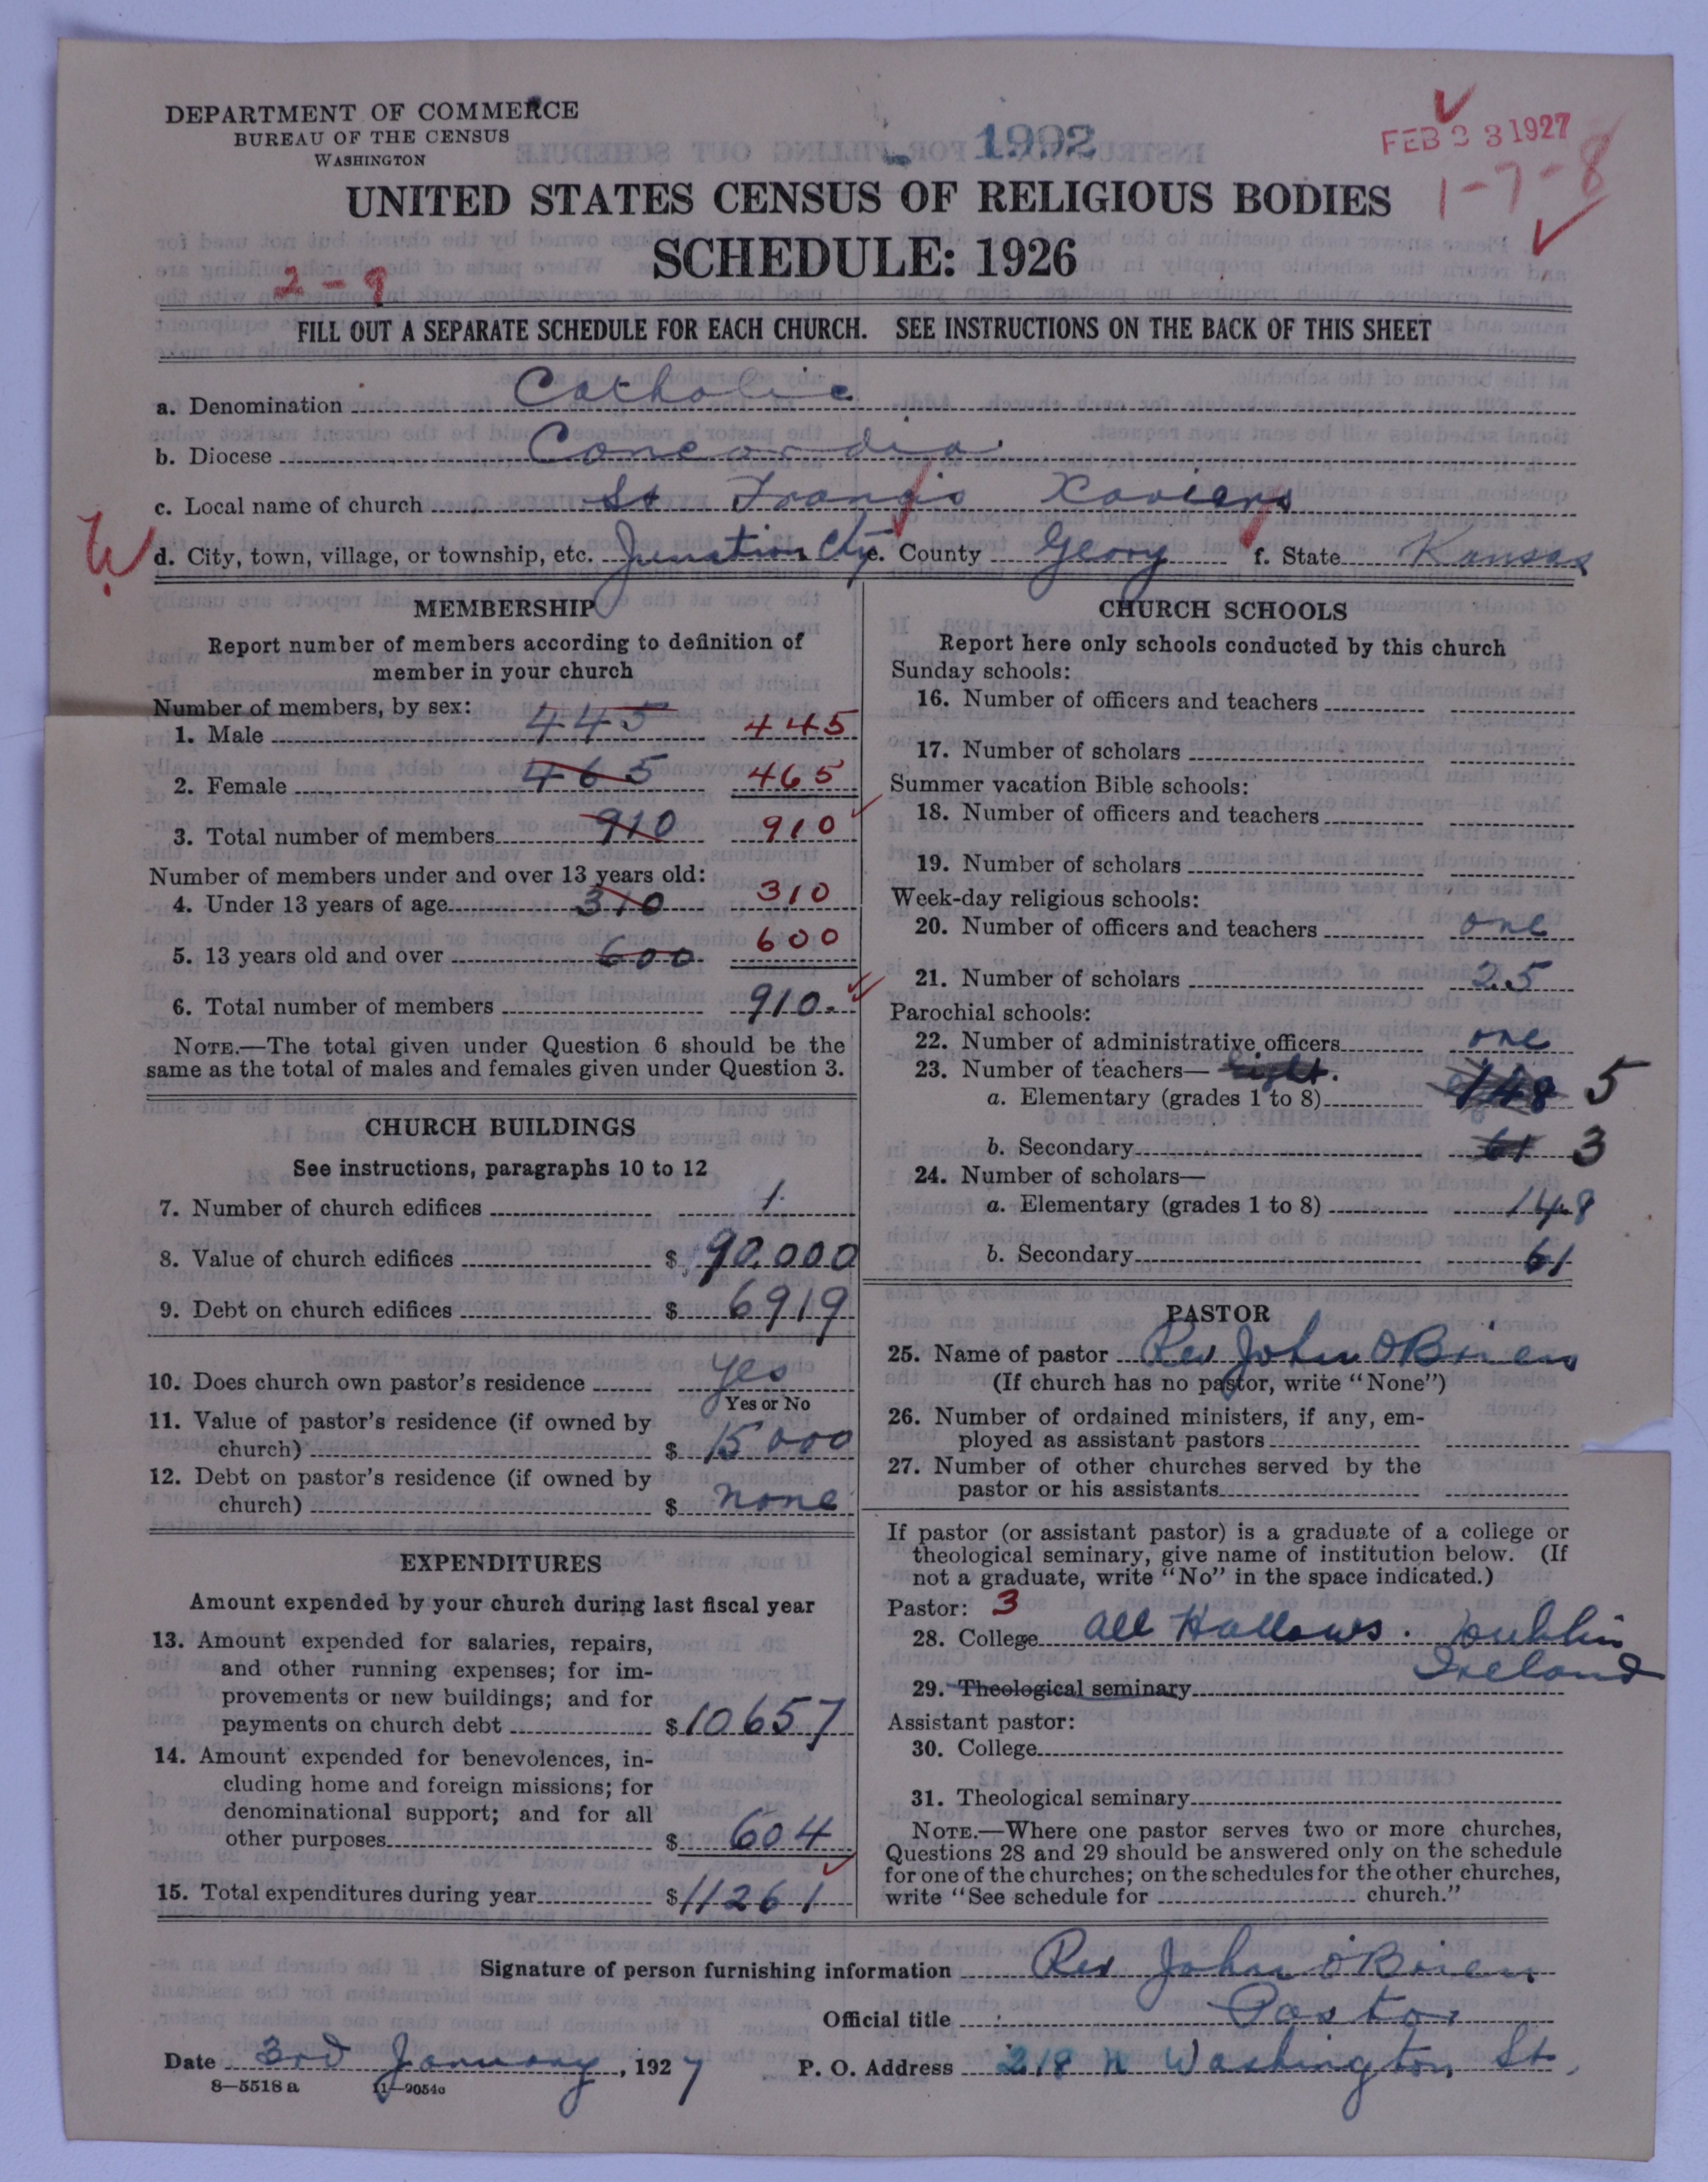 DEPARTMENT OF COMMERCE
BUREAU OF THE CENSUS
WASHINGTON
1992
FEB 3 1927
1-7-8
UNITED STATES CENSUS OF RELIGIOUS BODIES
SCHEDULE: 1926
2-9
FILL OUT A SEPARATE SCHEDULE FOR EACH CHURCH. SEE INSTRUCTIONS ON THE BACK OF THIS SHEET
a. Denomination Catholic
b. Diocese Concordia
c. Local name of church St Francis Xaviers
W d. City, town, village, or township, etc. Junction City e. County Geary f. State Kansas
MEMBERSHIP
Report number of members according to definition of
member in your church
Number of members, by sex:
1. Male 445 445
2. Female 465 465
3. Total number of members 910 910
Number of members under and over 13 years old:
4. Under 13 years of age 310 310
5. 13 years old and over 600 600
6. Total number of members 910
NOTE.—The total given under Question 6 should be the
same as the total of males and females given under Question 3.
CHURCH BUILDINGS
See instructions, paragraphs 10 to 12
7. Number of church edifices 1
8. Value of church edifices $ 90,000
9. Debt on church edifices $ 6919
10. Does church own pastor's residence yes
Yes or No
11. Value of pastor's residence (if owned by
church) $ 15000
12. Debt on pastor's residence (if owned by
church) $ none
EXPENDITURES
Amount expended by your church during last fiscal year
13. Amount expended for salaries, repairs,
and other running expenses; for im-
provements or new buildings; and for
payments on church debt $ 10657
14. Amount expended for benevolences, in-
cluding home and foreign missions; for
denominational support; and for all
other purposes $ 604
15. Total expenditures during year $ 11261
CHURCH SCHOOLS
Report here only schools conducted by this church
Sunday schools:
16. Number of officers and teachers
17. Number of scholars
Summer vacation Bible schools:
18. Number of officers and teachers
19. Number of scholars
Week-day religious schools:
20. Number of officers and teachers one
21. Number of scholars 25
Parochial schools:
22. Number of administrative officers one
23. Number of teachers— eight.
a. Elementary (grades 1 to 8) 148 5
b. Secondary 61 3
24. Number of scholars—
a. Elementary (grades 1 to 8) 148
b. Secondary 61
PASTOR
25. Name of pastor Rev John O'Brien
(If church has no pastor, write "None")
26. Number of ordained ministers, if any, em-
ployed as assistant pastors
27. Number of other churches served by the
pastor or his assistants
If pastor (or assistant pastor) is a graduate of a college or
theological seminary, give name of institution below. (If
not a graduate, write "No" in the space indicated.)
Pastor: 3
28. College All Hallows. Dublin
Ireland
29. Theological seminary
Assistant pastor:
30. College
31. Theological seminary
NOTE.—Where one pastor serves two or more churches,
Questions 28 and 29 should be answered only on the schedule
for one of the churches; on the schedules for the other churches,
write "See schedule for church."
Signature of person furnishing information Rev John O'Brien
Official title Pastor
Date 3rd January, 1927 P. O. Address 218 N Washington St.
8—5518 a 11—9054a